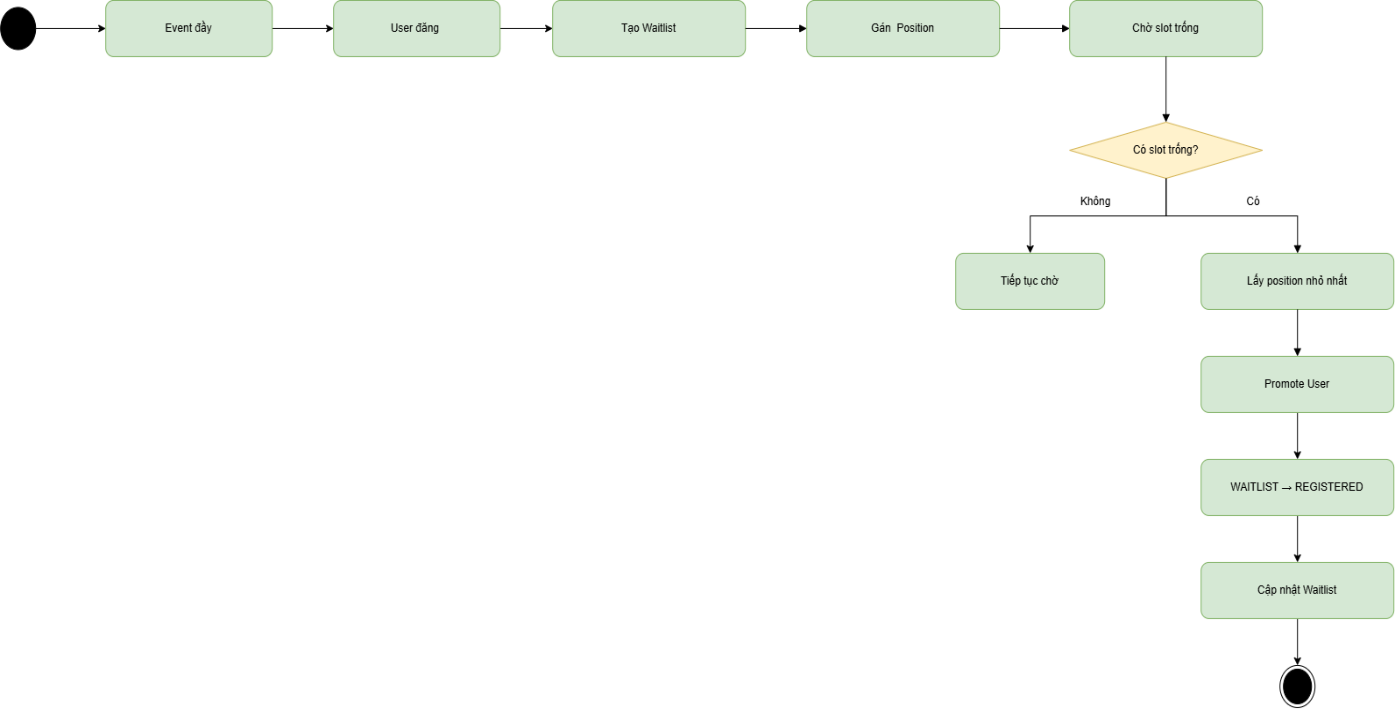 Event đầy
User đăng
Tạo Waitlist
Gán Position
Chờ slot trống
Có slot trống?
Không
Có
Tiếp tục chờ
Lấy position nhỏ nhất
Promote User
WAITLIST → REGISTERED
Cập nhật Waitlist